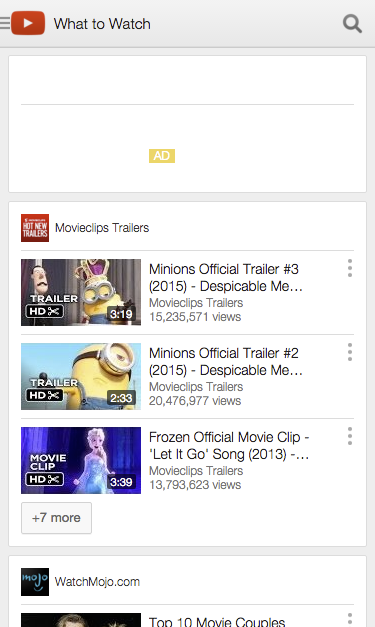 What to Watch
AD
MOVIECLIPS
HOT NEW
TRAILERS
Movieclips Trailers
TRAILER
HD
3:19
Minions Official Trailer #3
(2015) - Despicable Me…
Movieclips Trailers
15,235,571 views
TRAILER
HD
2:33
Minions Official Trailer #2
(2015) - Despicable Me…
Movieclips Trailers
20,476,977 views
MOVIE
CLIP
HD
3:39
Frozen Official Movie Clip -
'Let It Go' Song (2013) -…
Movieclips Trailers
13,793,623 views
+7 more
mojo
WatchMojo.com
Top 10 Movie Couples